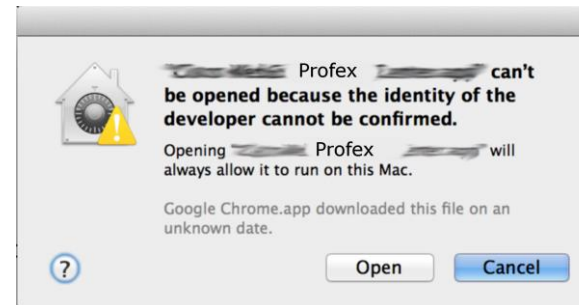 Profex can't
be opened because the identity of the
developer cannot be confirmed.
Opening Profex will
always allow it to run on this Mac.
Google Chrome.app downloaded this file on an
unknown date.
?
Open
Cancel